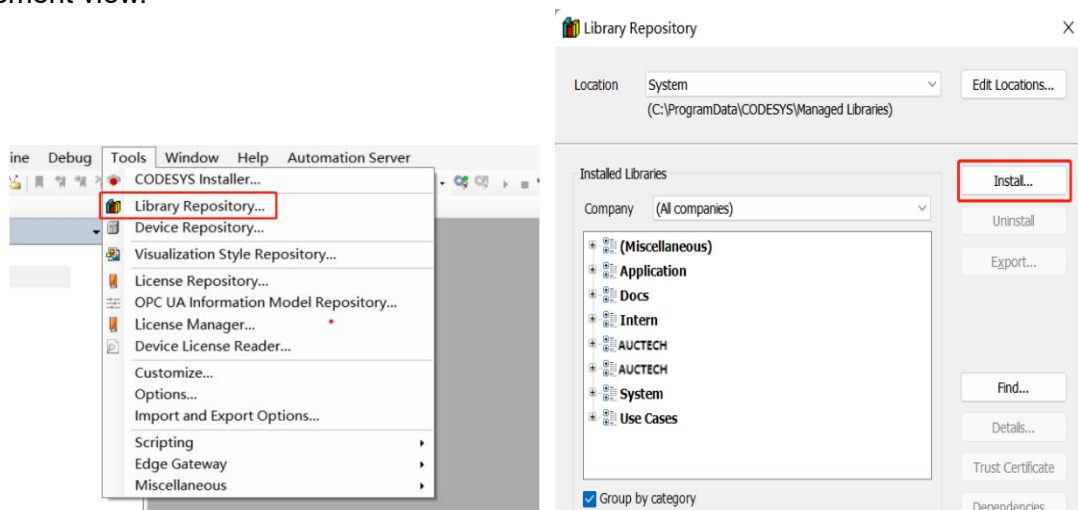 ement view.
ine Debug Tools Window Help Automation Server
CODESYS Installer...
Library Repository...
Device Repository...
Visualization Style Repository...
License Repository...
OPC UA Information Model Repository...
License Manager...
Device License Reader...
Customize...
Options...
Import and Export Options...
Scripting
Edge Gateway
Miscellaneous
Library Repository
Location System Edit Locations...
(C:\ProgramData\CODESYS\Managed Libraries)
Installed Libraries
Install...
Company (All companies)
Uninstall
(Miscellaneous)
Export...
Application
Docs
Intern
AUCTECH
AUCTECH
System
Find...
Use Cases
Details...
Trust Certificate
Group by category
Dependencies...